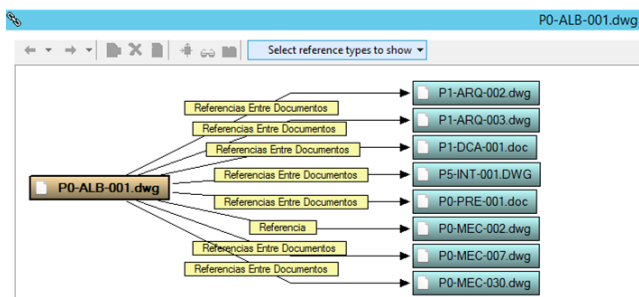 P0-ALB-001.dwg
Select reference types to show
Referencias Entre Documentos
P1-ARQ-002.dwg
Referencias Entre Documentos
P1-ARQ-003.dwg
Referencias Entre Documentos
P1-DCA-001.doc
Referencias Entre Documentos
P5-INT-001.DWG
P0-ALB-001.dwg
Referencias Entre Documentos
P0-PRE-001.doc
Referencia
P0-MEC-002.dwg
Referencias Entre Documentos
P0-MEC-007.dwg
Referencias Entre Documentos
P0-MEC-030.dwg